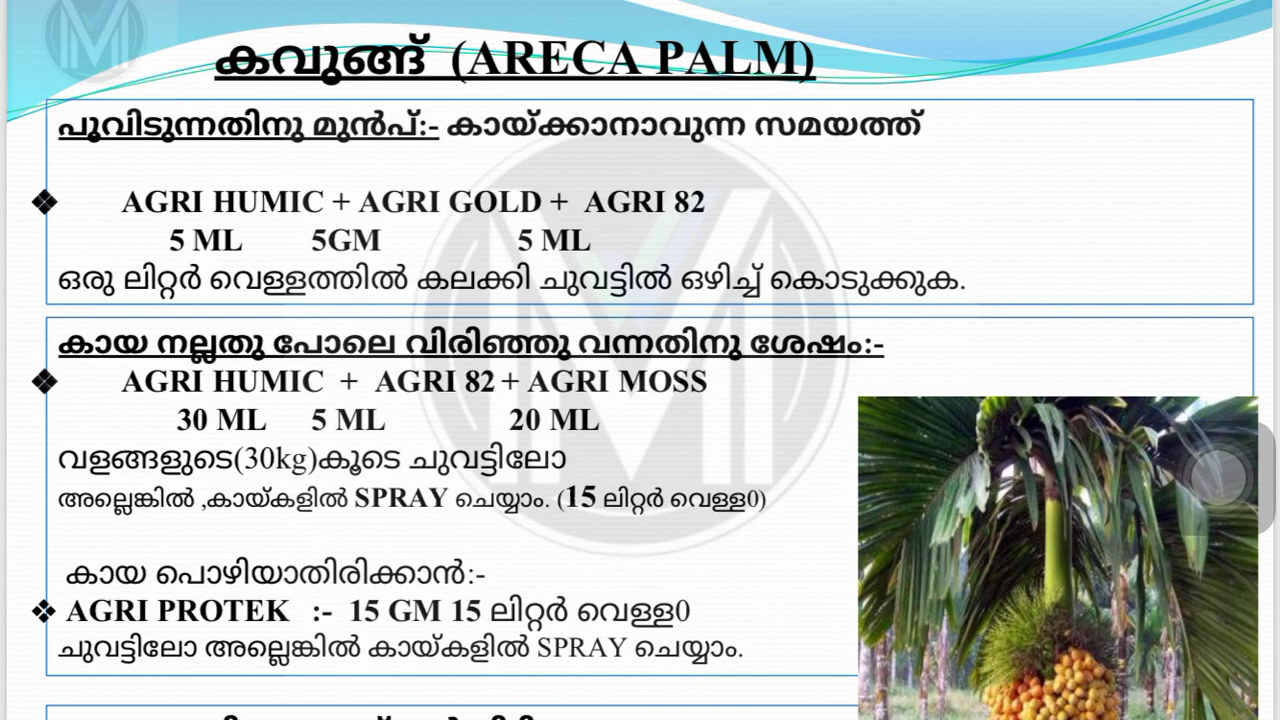 കവുങ്ങ് (ARECA PALM)
പൂവിടുന്നതിനു മുൻപ്:- കായ്ക്കാനാവുന്ന സമയത്ത്
❖ AGRI HUMIC + AGRI GOLD + AGRI 82
5 ML 5GM 5 ML
ഒരു ലിറ്റർ വെള്ളത്തിൽ കലക്കി ചുവട്ടിൽ ഒഴിച്ച് കൊടുക്കുക.
കായ നല്ലതു പോലെ വിരിഞ്ഞു വന്നതിനു ശേഷം:-
❖ AGRI HUMIC + AGRI 82 + AGRI MOSS
30 ML 5 ML 20 ML
വളങ്ങളുടെ(30kg)കൂടെ ചുവട്ടിലോ
അല്ലെങ്കിൽ ,കായ്കളിൽ SPRAY ചെയ്യാം. (15 ലിറ്റർ വെള്ള0)
കായ പൊഴിയാതിരിക്കാൻ:-
❖ AGRI PROTEK :- 15 GM 15 ലിറ്റർ വെള്ള0
ചുവട്ടിലോ അല്ലെങ്കിൽ കായ്കളിൽ SPRAY ചെയ്യാം.